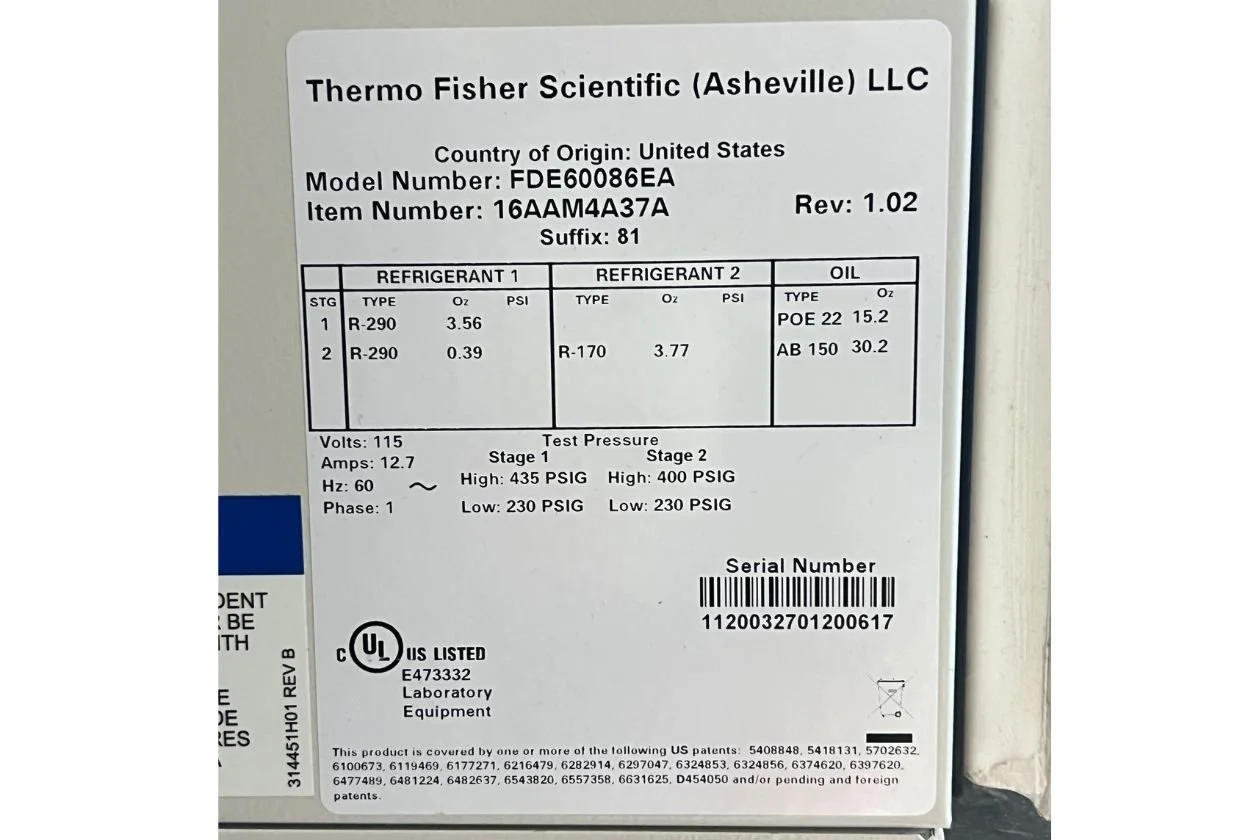 Thermo Fisher Scientific (Asheville) LLC
Country of Origin: United States
Model Number: FDE60086EA
Item Number: 16AAM4A37A Rev: 1.02
Suffix: 81
REFRIGERANT 1 REFRIGERANT 2 OIL
STG TYPE Oz PSI TYPE Oz PSI TYPE Oz
1 R-290 3.56 POE 22 15.2
2 R-290 0.39 R-170 3.77 AB 150 30.2
Volts: 115 Test Pressure
Amps: 12.7 Stage 1 Stage 2
Hz: 60 ~ High: 435 PSIG High: 400 PSIG
Phase: 1 Low: 230 PSIG Low: 230 PSIG
Serial Number
1120032701200617
C UL US LISTED
E473332
Laboratory
Equipment
This product is covered by one or more of the following US patents: 5408848, 5418131, 5702632,
6100673, 6119469, 6177271, 6216479, 6282914, 6297047, 6324853, 6324856, 6374620, 6397620,
6477489, 6481224, 6482637, 6543820, 6557358, 6631625, D454050 and/or pending and foreign
patents.
DENT
BE
ITH
E
DE
RES
314451H01 REV B